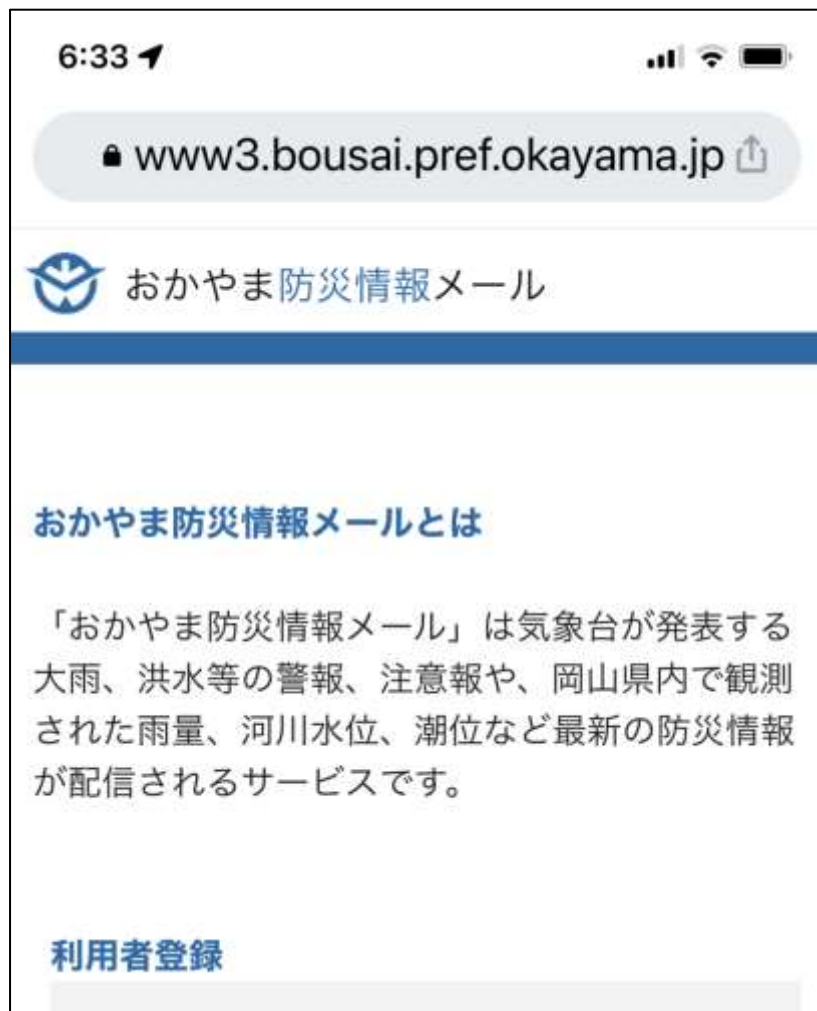 6:33
www3.bousai.pref.okayama.jp
おかやま防災情報メール
おかやま防災情報メールとは
「おかやま防災情報メール」は気象台が発表する
大雨、洪水等の警報、注意報や、岡山県内で観測
された雨量、河川水位、潮位など最新の防災情報
が配信されるサービスです。
利用者登録